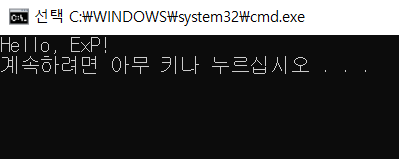 선택 C:₩WINDOWS₩system32₩cmd.exe
Hello, ExP!
계속하려면 아무 키나 누르십시오 . . .